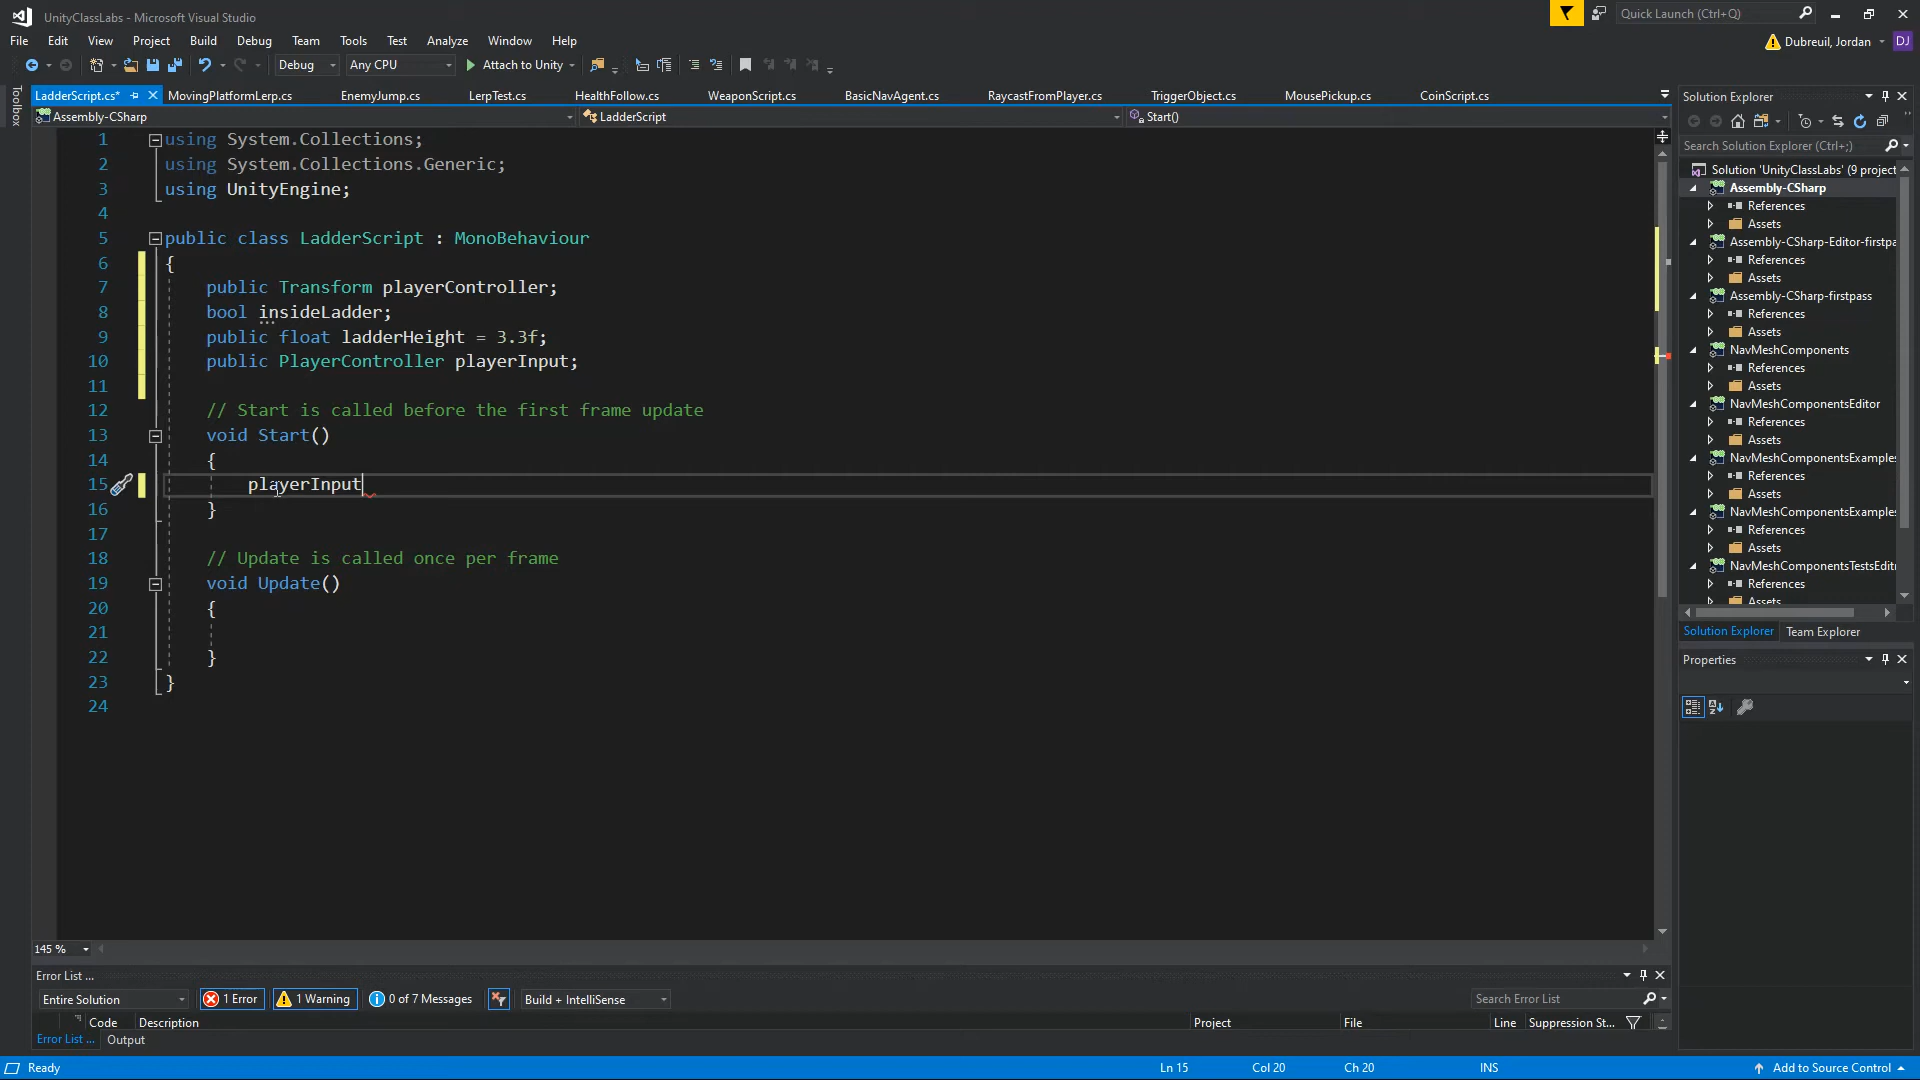 UnityClassLabs - Microsoft Visual Studio
Quick Launch (Ctrl+Q)
File Edit View Project Build Debug Team Tools Test Analyze Window Help
Dubreuil, Jordan
DJ
Debug Any CPU Attach to Unity
Toolbox
LadderScript.cs* MovingPlatformLerp.cs EnemyJump.cs LerpTest.cs HealthFollow.cs WeaponScript.cs BasicNavAgent.cs RaycastFromPlayer.cs TriggerObject.cs MousePickup.cs CoinScript.cs
Assembly-CSharp LadderScript Start()
1 using System.Collections;
2 using System.Collections.Generic;
3 using UnityEngine;
4
5 public class LadderScript : MonoBehaviour
6 {
7 public Transform playerController;
8 bool insideLadder;
9 public float ladderHeight = 3.3f;
10 public PlayerController playerInput;
11
12 // Start is called before the first frame update
13 void Start()
14 {
15 playerInput
16 }
17
18 // Update is called once per frame
19 void Update()
20 {
21
22 }
23 }
24
145 %
Solution Explorer
Search Solution Explorer (Ctrl+;)
Solution 'UnityClassLabs' (9 project
Assembly-CSharp
References
Assets
Assembly-CSharp-Editor-firstpa
References
Assets
Assembly-CSharp-firstpass
References
Assets
NavMeshComponents
References
Assets
NavMeshComponentsEditor
References
Assets
NavMeshComponentsExamples
References
Assets
NavMeshComponentsExamples
References
Assets
NavMeshComponentsTestsEdit
References
Assets
Solution Explorer Team Explorer
Properties
Error List ...
Entire Solution 1 Error 1 Warning 0 of 7 Messages Build + IntelliSense Search Error List
Code Description Project File Line Suppression St...
Error List ... Output
Ready Ln 15 Col 20 Ch 20 INS Add to Source Control